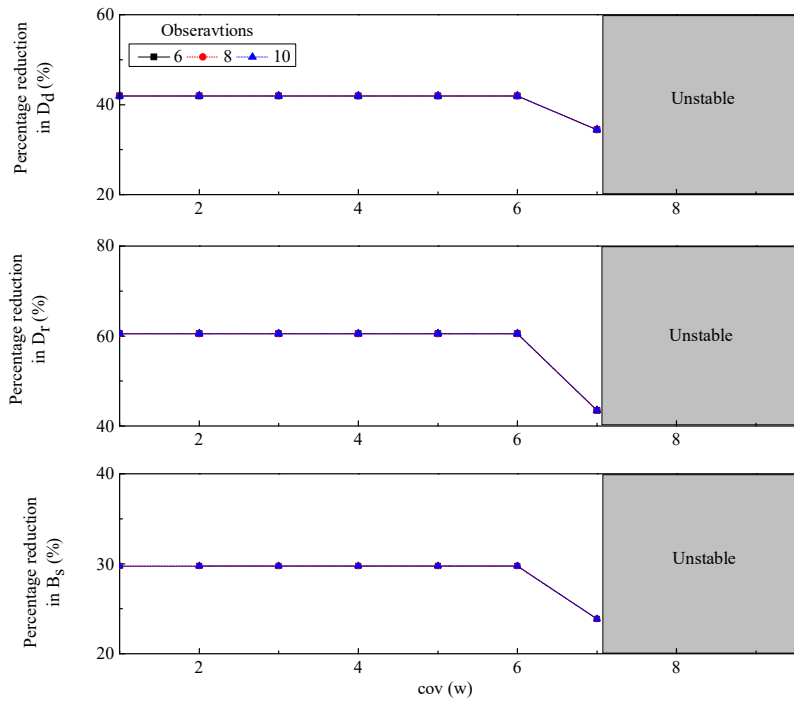 Obseravtions
6 8 10
Percentage reduction
in D_d (%)
60
40
20
Unstable
2 4 6 8
Percentage reduction
in D_r (%)
80
60
40
Unstable
2 4 6 8
Percentage reduction
in B_s (%)
40
30
20
Unstable
2 4 6 8
cov (w)